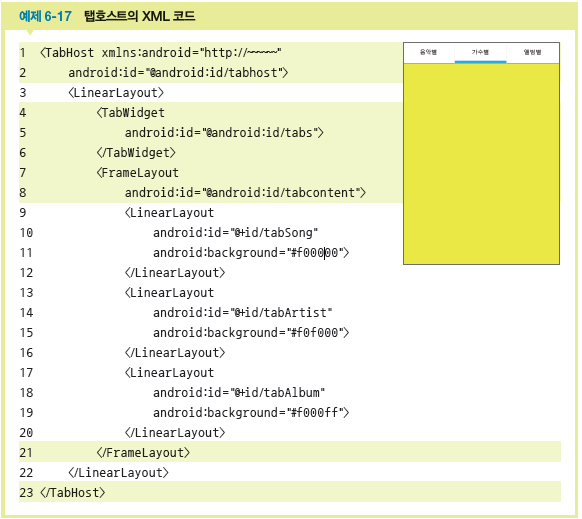 예제 6-17 탭호스트의 XML 코드
1 <TabHost xmlns:android="http://~~~~~~"
2 android:id="@android:id/tabhost">
3 <LinearLayout>
4 <TabWidget
5 android:id="@android:id/tabs">
6 </TabWidget>
7 <FrameLayout
8 android:id="@android:id/tabcontent">
9 <LinearLayout
10 android:id="@+id/tabSong"
11 android:background="#f00000">
12 </LinearLayout>
13 <LinearLayout
14 android:id="@+id/tabArtist"
15 android:background="#f0f000">
16 </LinearLayout>
17 <LinearLayout
18 android:id="@+id/tabAlbum"
19 android:background="#f000ff">
20 </LinearLayout>
21 </FrameLayout>
22 </LinearLayout>
23 </TabHost>
음악별 가수별 앨범별